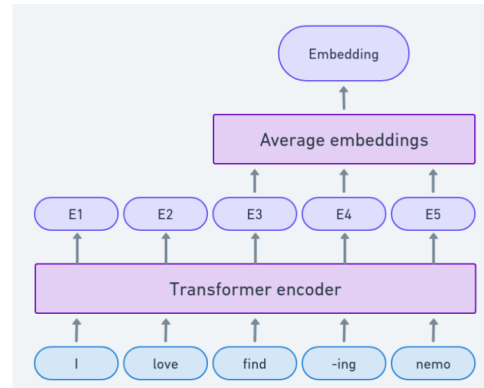 Embedding
Average embeddings
E1 E2 E3 E4 E5
Transformer encoder
I love find -ing nemo